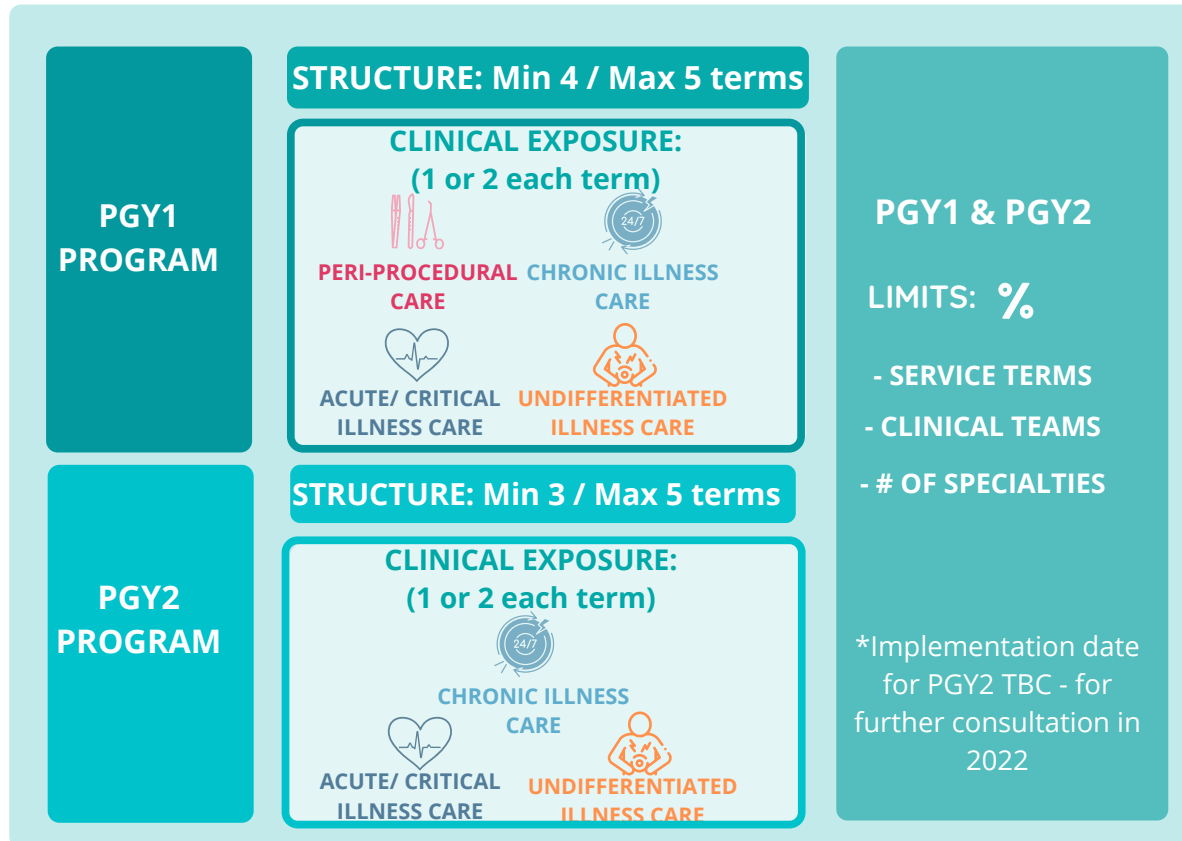 PGY1
PROGRAM
STRUCTURE: Min 4 / Max 5 terms
CLINICAL EXPOSURE:
(1 or 2 each term)
24/7
PERI-PROCEDURAL
CARE
CHRONIC ILLNESS
CARE
ACUTE/ CRITICAL
ILLNESS CARE
UNDIFFERENTIATED
ILLNESS CARE
PGY2
PROGRAM
STRUCTURE: Min 3 / Max 5 terms
CLINICAL EXPOSURE:
(1 or 2 each term)
24/7
CHRONIC ILLNESS
CARE
ACUTE/ CRITICAL
ILLNESS CARE
UNDIFFERENTIATED
ILLNESS CARE
PGY1 & PGY2
LIMITS: %
- SERVICE TERMS
- CLINICAL TEAMS
- # OF SPECIALTIES
*Implementation date
for PGY2 TBC - for
further consultation in
2022